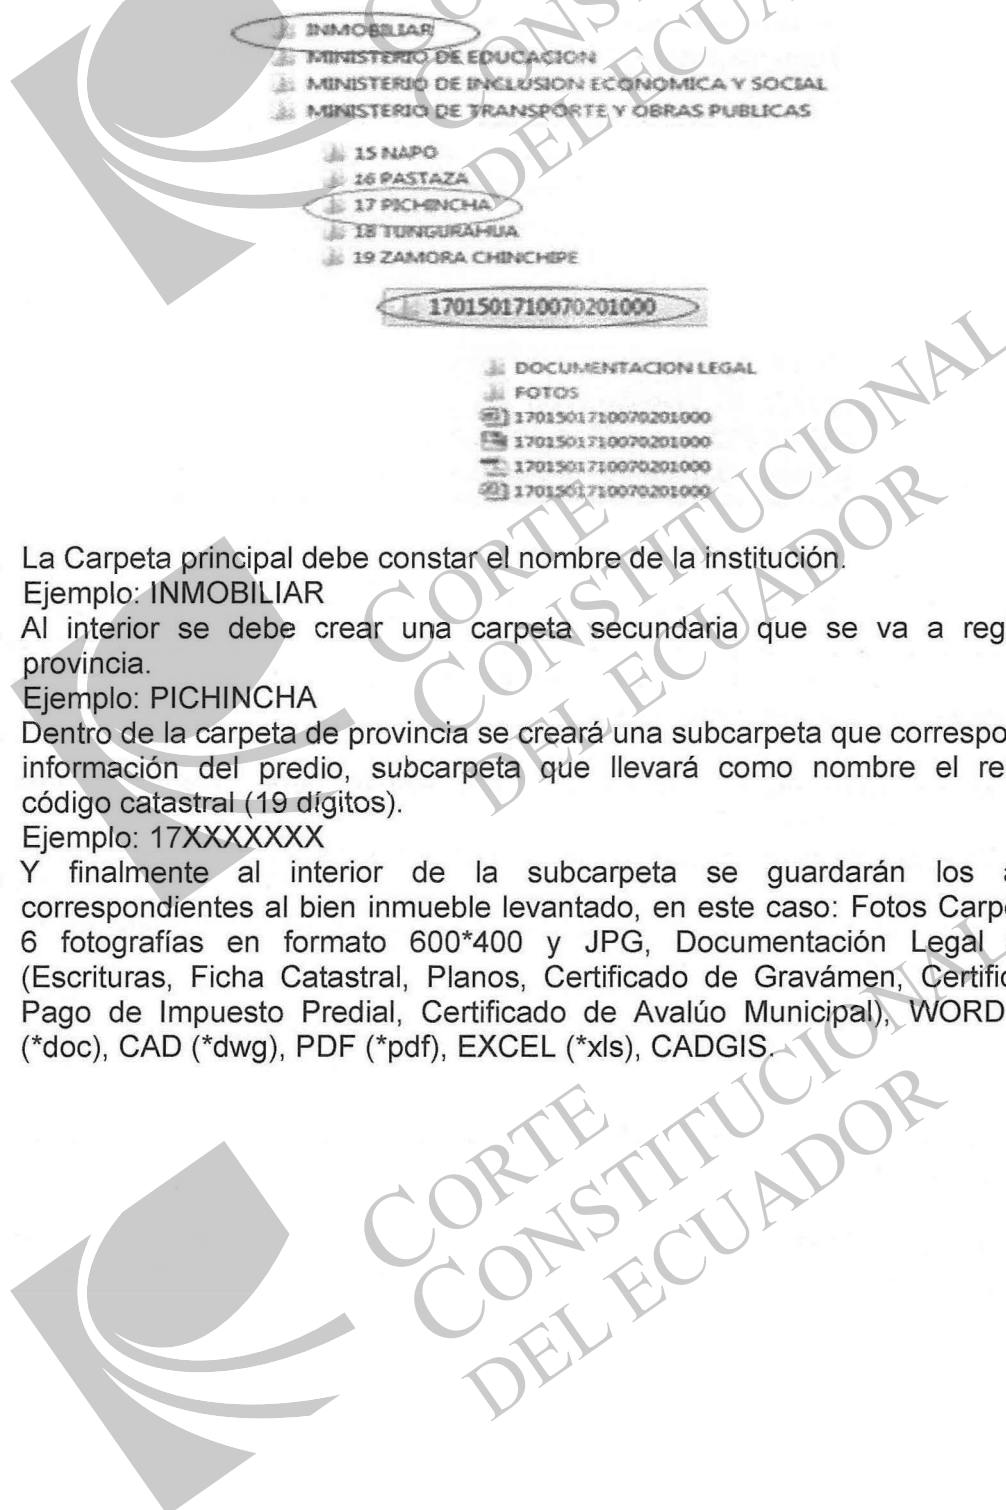 INMOBILIAR
MINISTERIO DE EDUCACION
MINISTERIO DE INCLUSION ECONOMICA Y SOCIAL
MINISTERIO DE TRANSPORTE Y OBRAS PUBLICAS
15 NAPO
16 PASTAZA
17 PICHINCHA
18 TUNGURAHUA
19 ZAMORA CHINCHIPE
1701501710070201000
DOCUMENTACION LEGAL
FOTOS
1701501710070201000
1701501710070201000
1701501710070201000
1701501710070201000
La Carpeta principal debe constar el nombre de la institución.
Ejemplo: INMOBILIAR
Al interior se debe crear una carpeta secundaria que se va a reg
provincia.
Ejemplo: PICHINCHA
Dentro de la carpeta de provincia se creará una subcarpeta que correspo
información del predio, subcarpeta que llevará como nombre el re
código catastral (19 dígitos).
Ejemplo: 17XXXXXXX
Y finalmente al interior de la subcarpeta se guardarán los a
correspondientes al bien inmueble levantado, en este caso: Fotos Carp
6 fotografías en formato 600*400 y JPG, Documentación Legal
(Escrituras, Ficha Catastral, Planos, Certificado de Gravámen, Certific
Pago de Impuesto Predial, Certificado de Avalúo Municipal), WORD
(*doc), CAD (*dwg), PDF (*pdf), EXCEL (*xls), CADGIS.
CORTE
CONSTITUCIONAL
DEL ECUADOR
CORTE
CONSTITUCIONAL
DEL ECUADOR